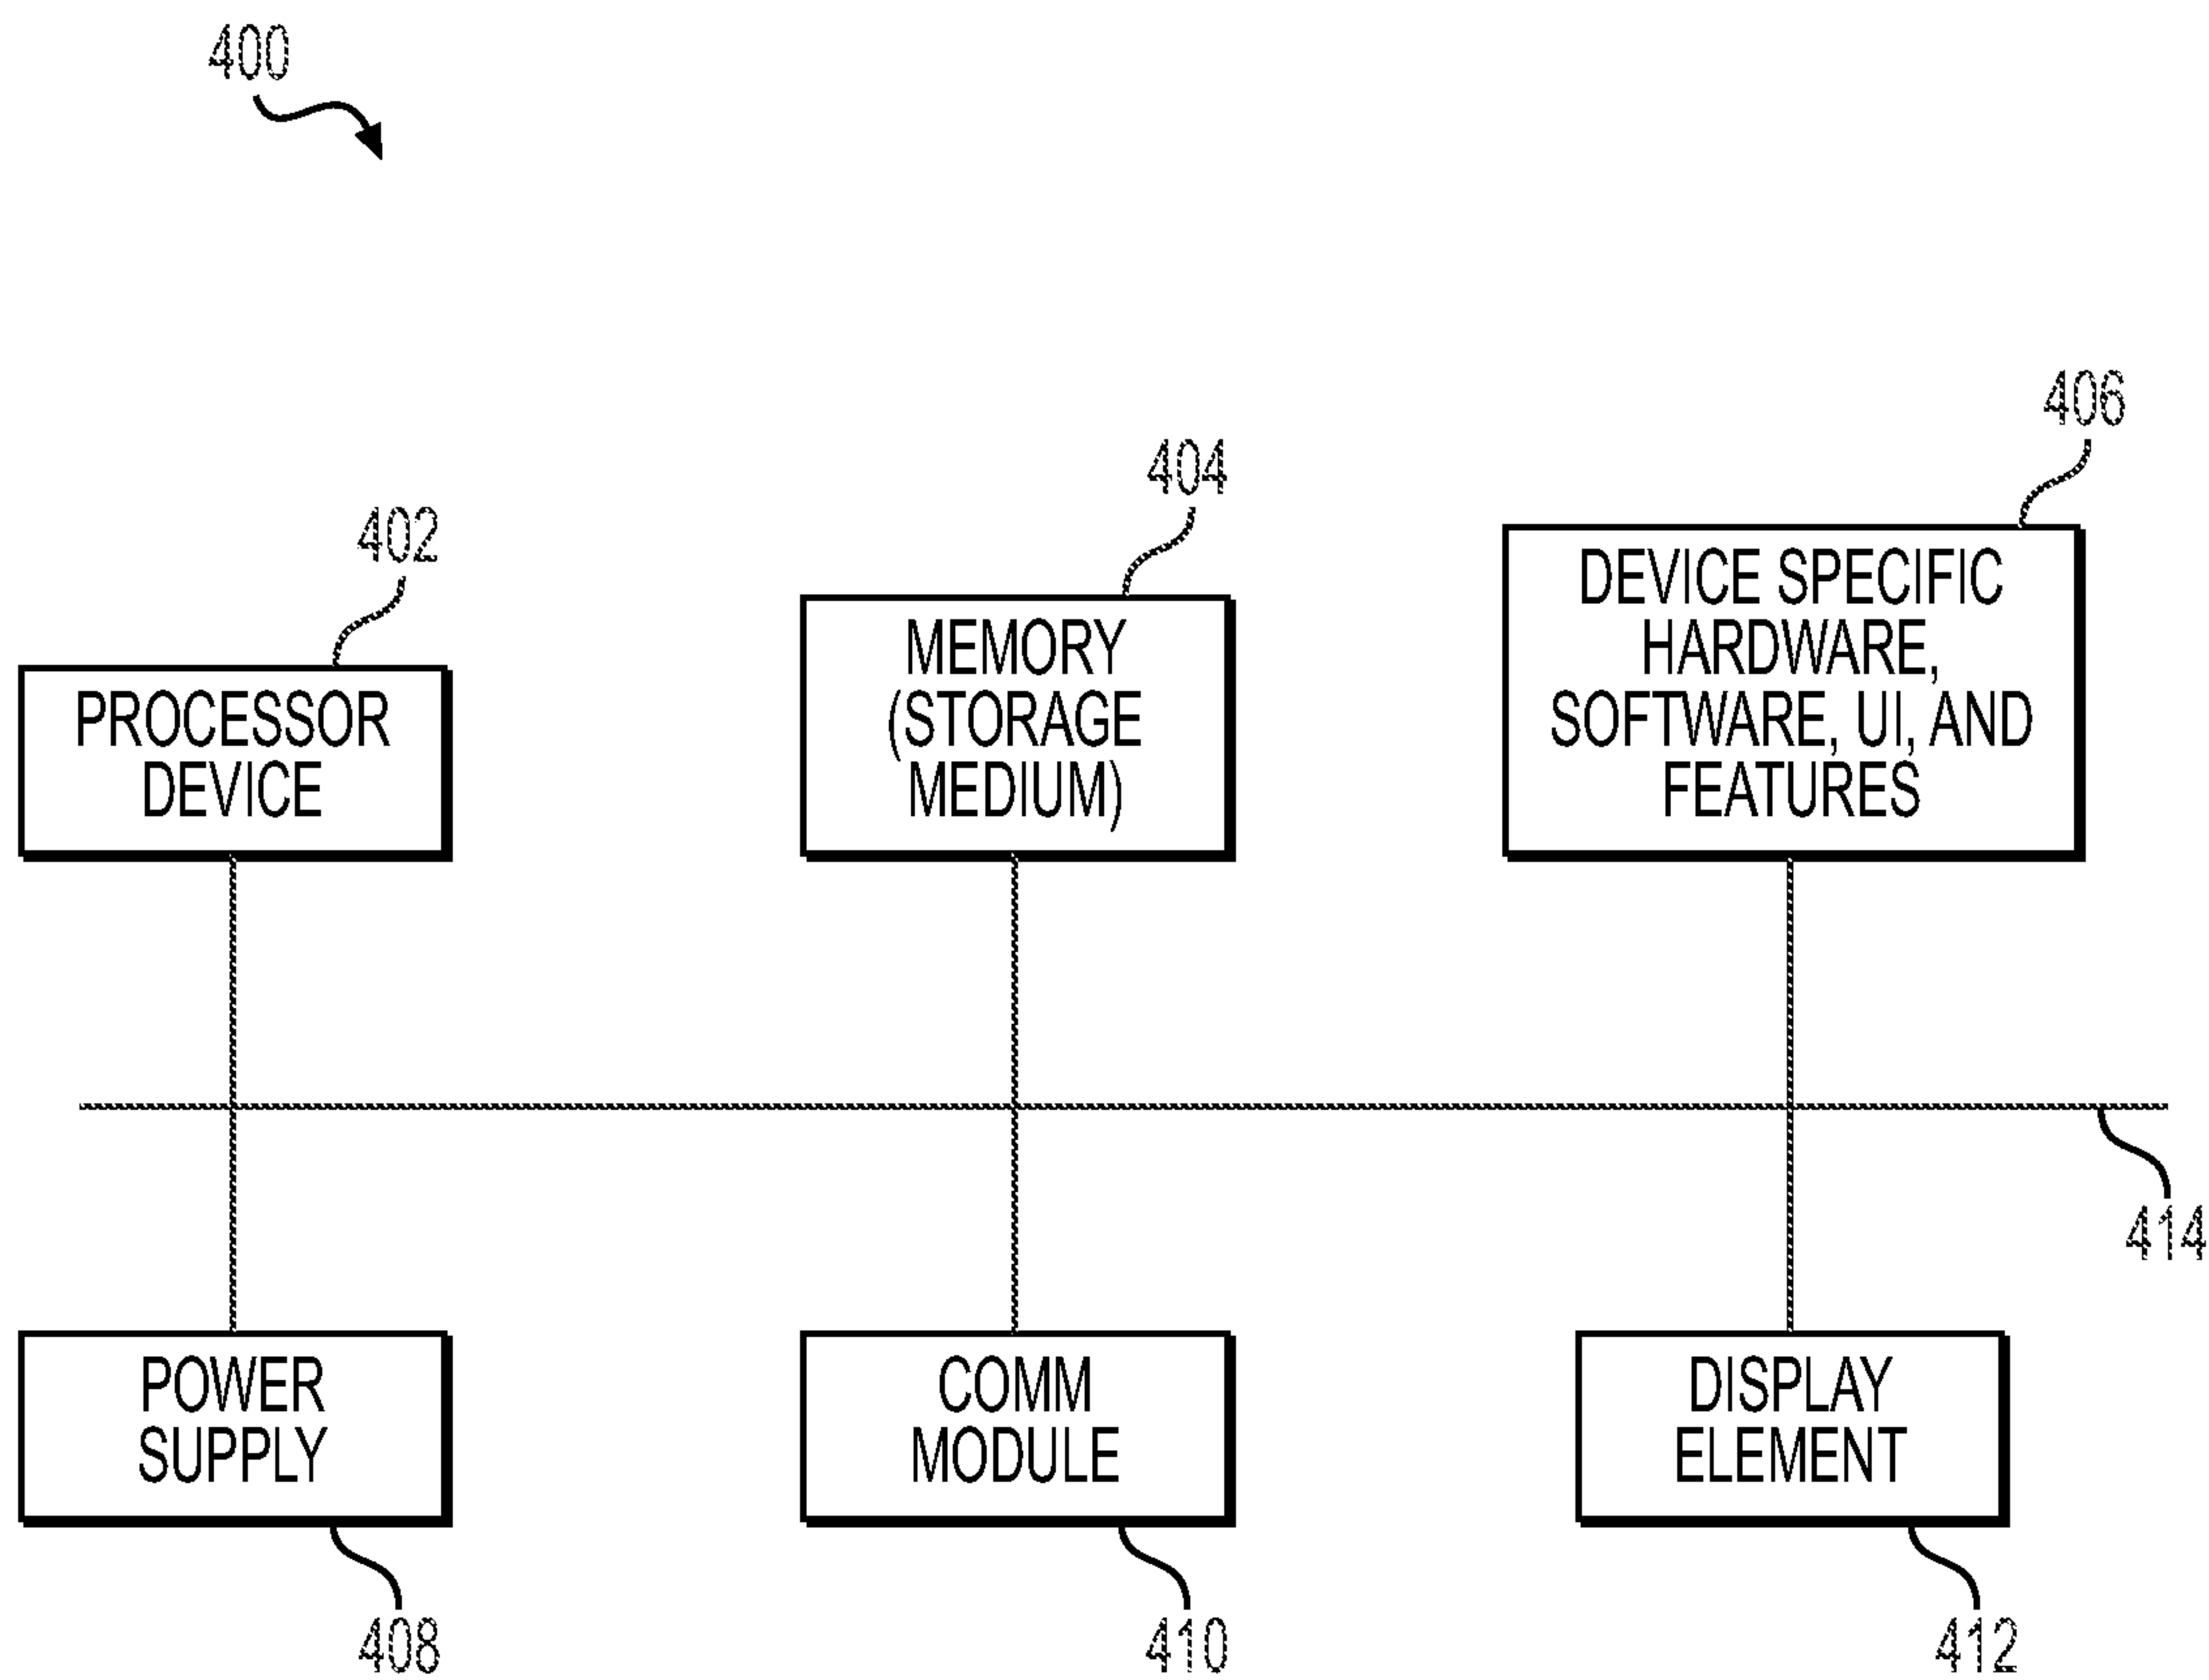 400
406
404
402
DEVICE SPECIFIC
HARDWARE,
SOFTWARE, UI, AND
FEATURES
MEMORY
(STORAGE
MEDIUM)
PROCESSOR
DEVICE
414
POWER
SUPPLY
COMM
MODULE
DISPLAY
ELEMENT
408
410
412